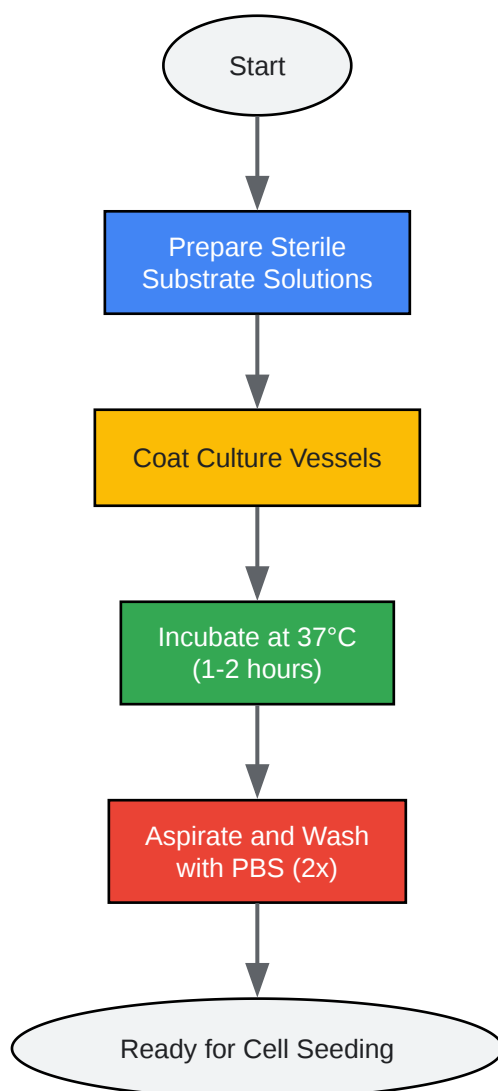 Start
Prepare Sterile
Substrate Solutions
Coat Culture Vessels
Incubate at 37°C
(1-2 hours)
Aspirate and Wash
with PBS (2x)
Ready for Cell Seeding